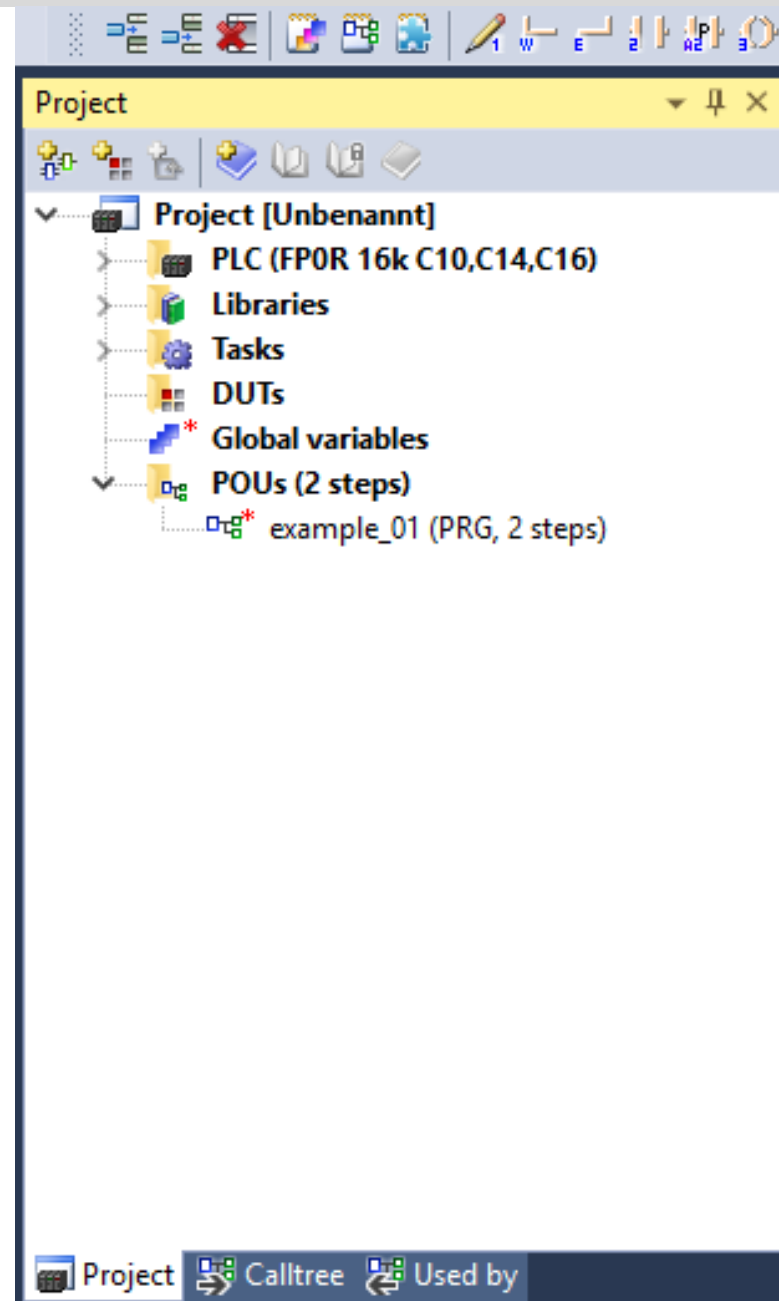 Project
Project [Unbenannt]
PLC (FP0R 16k C10,C14,C16)
Libraries
Tasks
DUTs
Global variables
POUs (2 steps)
example_01 (PRG, 2 steps)
Project Calltree Used by